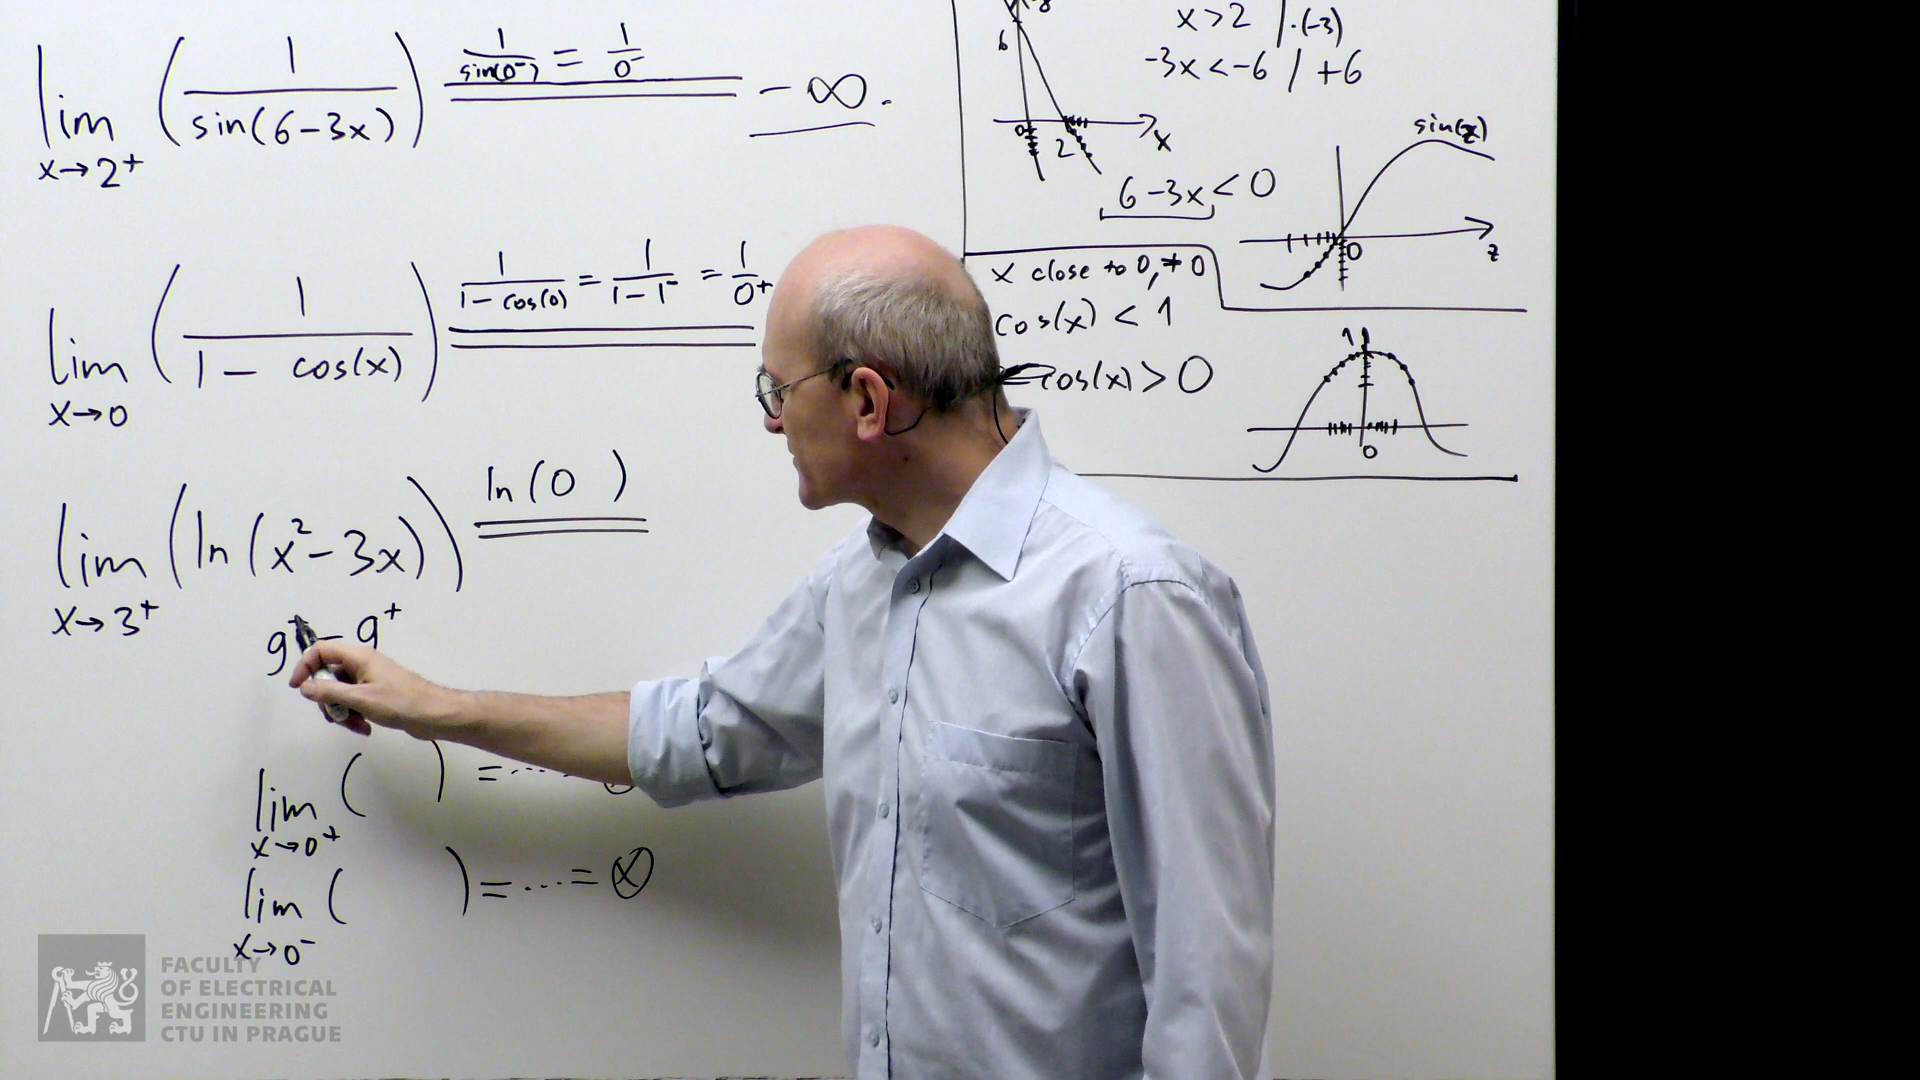 lim x→2⁺ (1/sin(6-3x)) 1/sin(0⁻) = 1/0⁻ -∞.
lim x→0 (1/(1 - cos(x))) 1/(1-cos(0)) = 1/(1-1⁻) = 1/0⁺
lim x→3⁺ (ln(x²-3x)) ln(0 )
9⁺ - 9⁺
lim x→0⁺ ( ) = ...
lim x→0⁻ ( ) = ... = ⊗
6
0
2
x
x>2 | ·(-3)
-3x<-6 | +6
6-3x<0
sin(z)
0
z
x close to 0, ≠0
cos(x) < 1
cos(x) > 0
1
0
FACULTY
OF ELECTRICAL
ENGINEERING
CTU IN PRAGUE